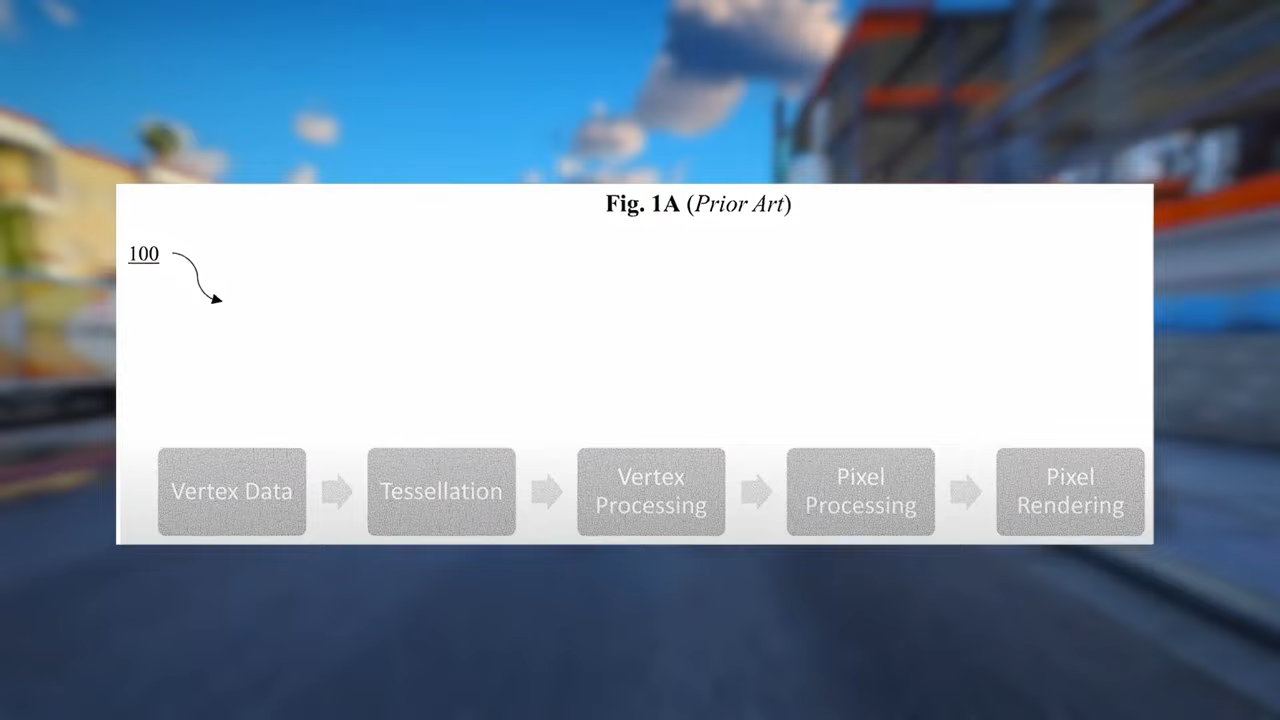 Fig. 1A (Prior Art)
100
Vertex Data
Tessellation
Vertex
Processing
Pixel
Processing
Pixel
Rendering